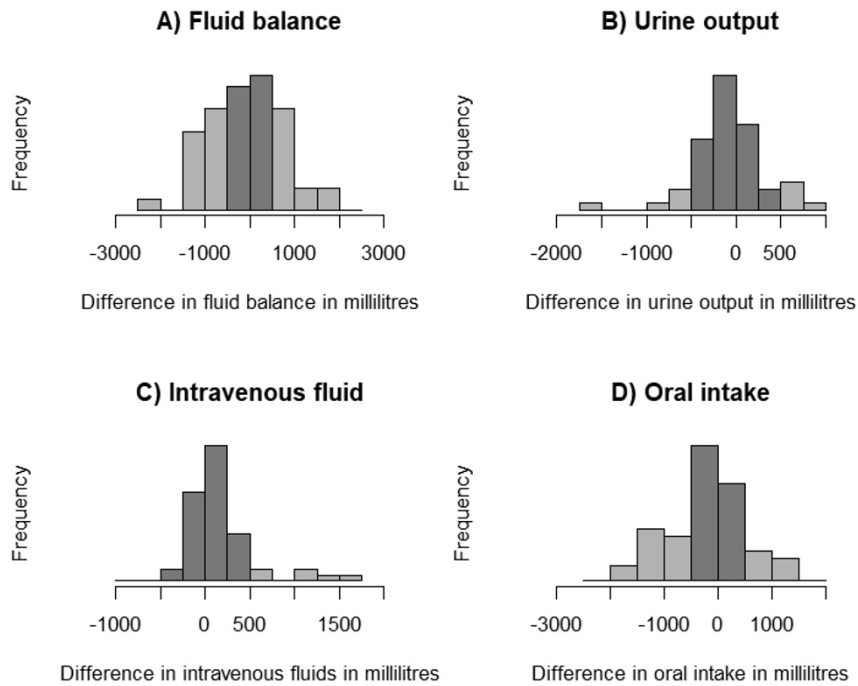 A) Fluid balance
Frequency
-3000 -1000 1000 3000
Difference in fluid balance in millilitres
B) Urine output
Frequency
-2000 -1000 0 500
Difference in urine output in millilitres
C) Intravenous fluid
Frequency
-1000 0 500 1500
Difference in intravenous fluids in millilitres
D) Oral intake
Frequency
-3000 -1000 0 1000
Difference in oral intake in millilitres